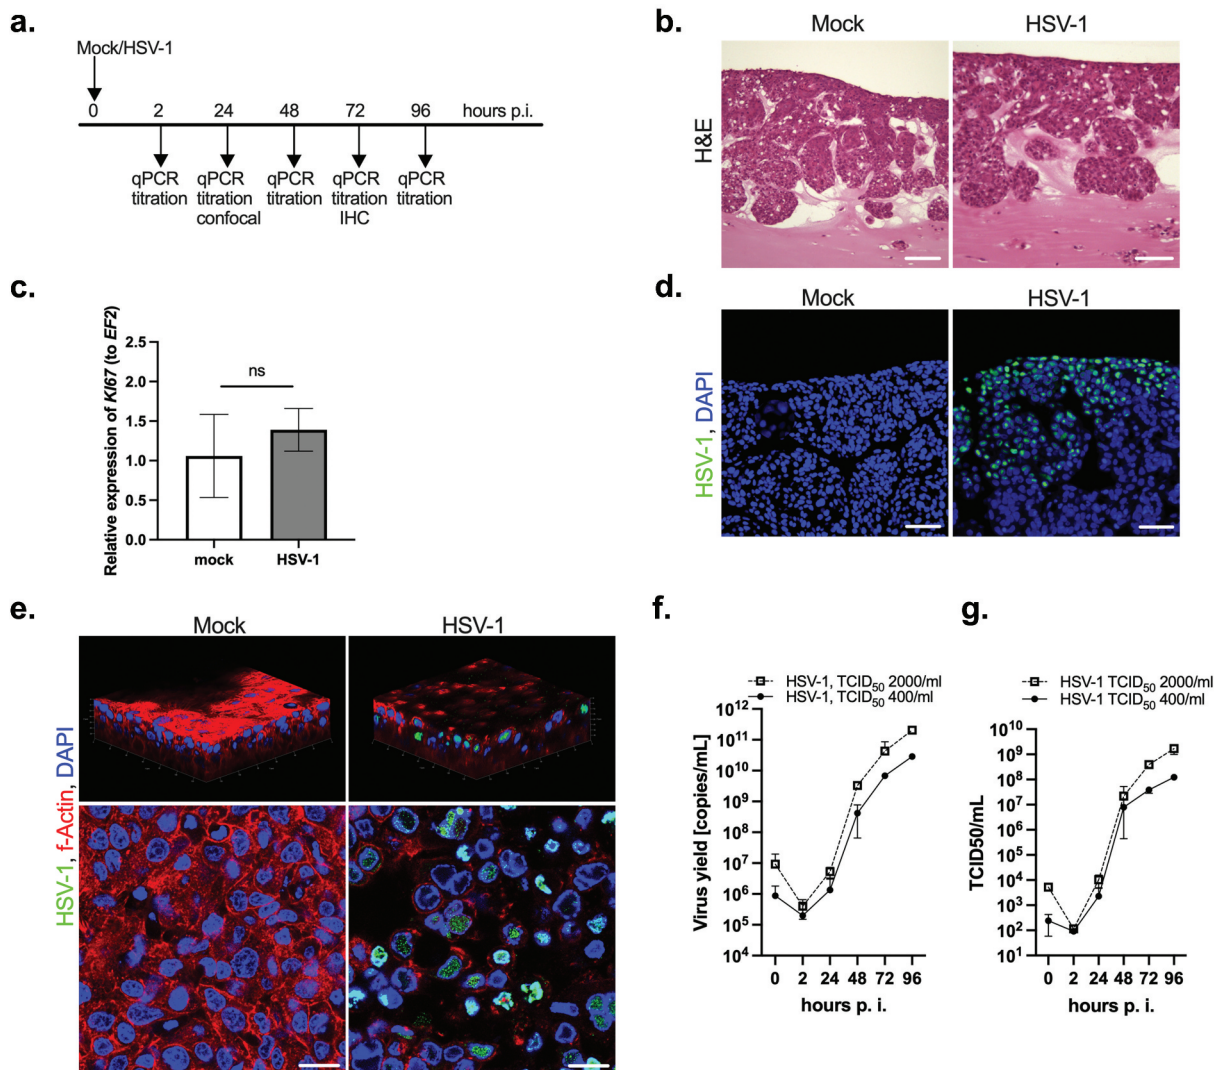 a.
Mock/HSV-1
0 2 24 48 72 96 hours p.i.
qPCR qPCR qPCR qPCR qPCR
titration titration titration titration titration
confocal IHC
b.
Mock HSV-1
H&E
c.
Relative expression of KI67 (to EF2)
2.5
2.0
1.5
1.0
0.5
0.0
ns
mock HSV-1
d.
Mock HSV-1
HSV-1, DAPI
e.
Mock HSV-1
HSV-1, f-Actin, DAPI
f.
HSV-1, TCID50 2000/ml
HSV-1, TCID50 400/ml
Virus yield [copies/mL]
10^12
10^11
10^10
10^9
10^8
10^7
10^6
10^5
10^4
0 2 24 48 72 96
hours p. i.
g.
HSV-1 TCID50 2000/ml
HSV-1 TCID50 400/ml
TCID50/mL
10^10
10^9
10^8
10^7
10^6
10^5
10^4
10^3
10^2
10^1
0 2 24 48 72 96
hours p. i.